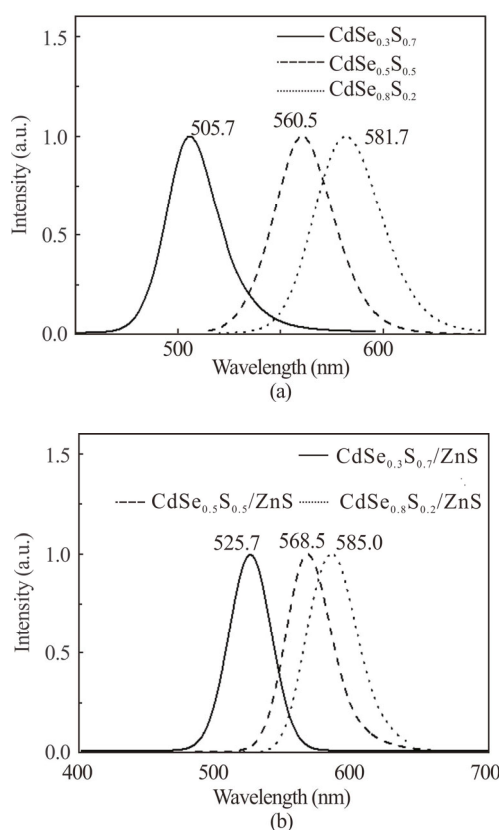 1.5
CdSe0.3S0.7
CdSe0.5S0.5
CdSe0.8S0.2
505.7 560.5 581.7
1.0
Intensity (a.u.)
0.5
0.0
500 600
Wavelength (nm)
(a)
1.5
CdSe0.3S0.7/ZnS
CdSe0.5S0.5/ZnS CdSe0.8S0.2/ZnS
525.7 568.5 585.0
1.0
Intensity (a.u.)
0.5
0.0
400 500 600 700
Wavelength (nm)
(b)